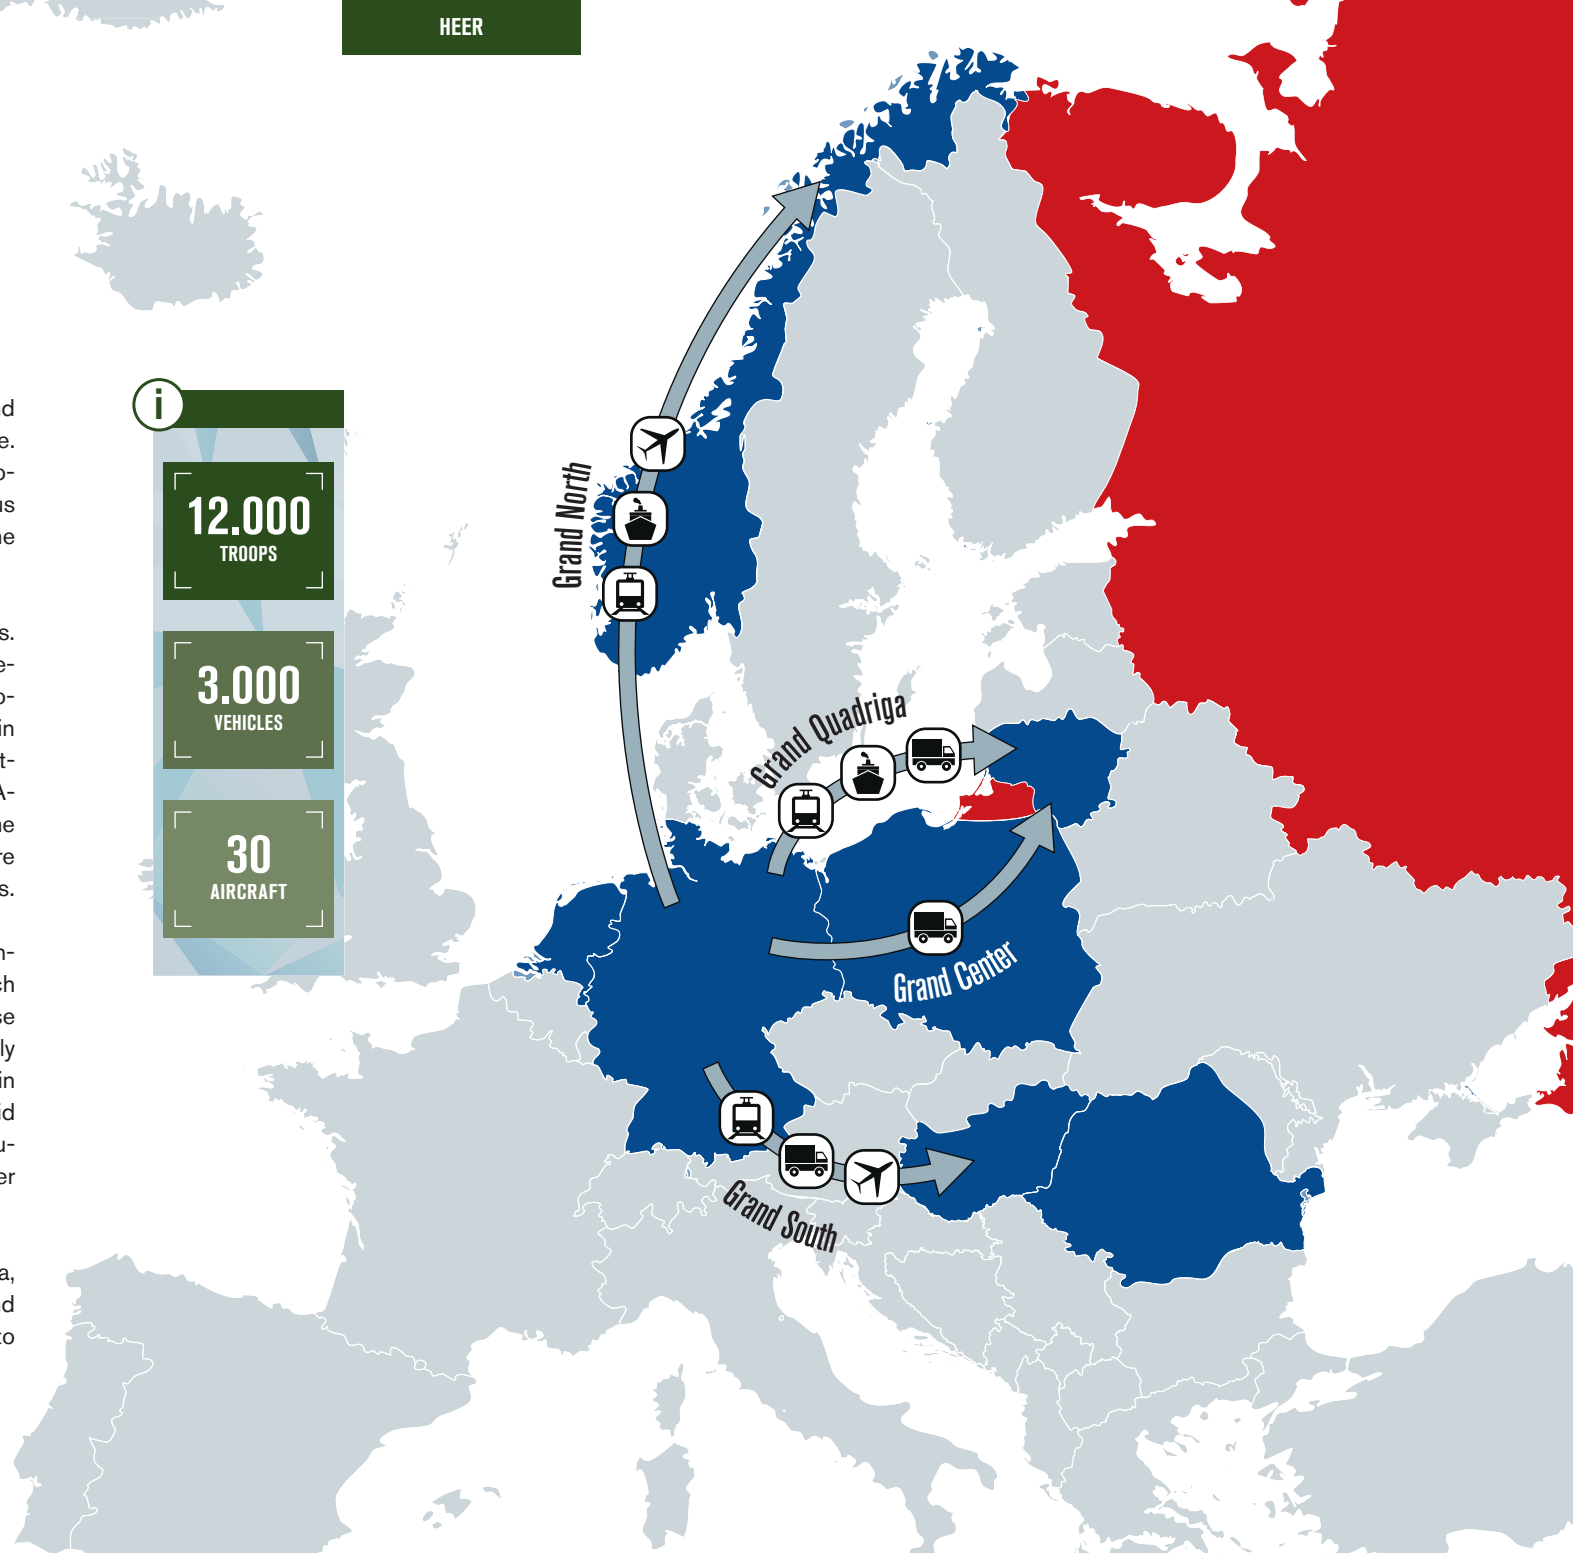 HEER
i
12.000
TROOPS
3.000
VEHICLES
30
AIRCRAFT
Grand North
Grand Quadriga
Grand Center
Grand South